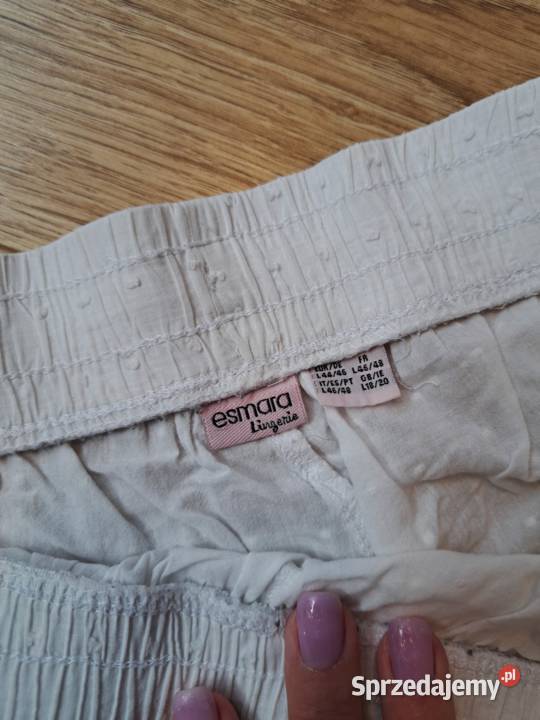 esmara
Lingerie
EUR/DE FR
L44/46 L46/48
IT/ES/PT GB/IE
L46/48 L18/20
Sprzedajemy.pl